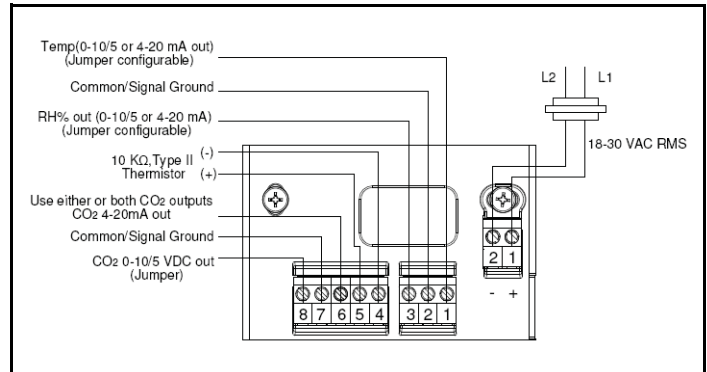 Temp(0-10/5 or 4-20 mA out)
(Jumper configurable)
Common/Signal Ground
RH% out (0-10/5 or 4-20 mA)
(Jumper configurable)
10 KΩ,Type II (-)
Thermistor (+)
Use either or both CO2 outputs
CO2 4-20mA out
Common/Signal Ground
CO2 0-10/5 VDC out
(Jumper)
L2 L1
18-30 VAC RMS
2 1
- +
8 7 6 5 4 3 2 1